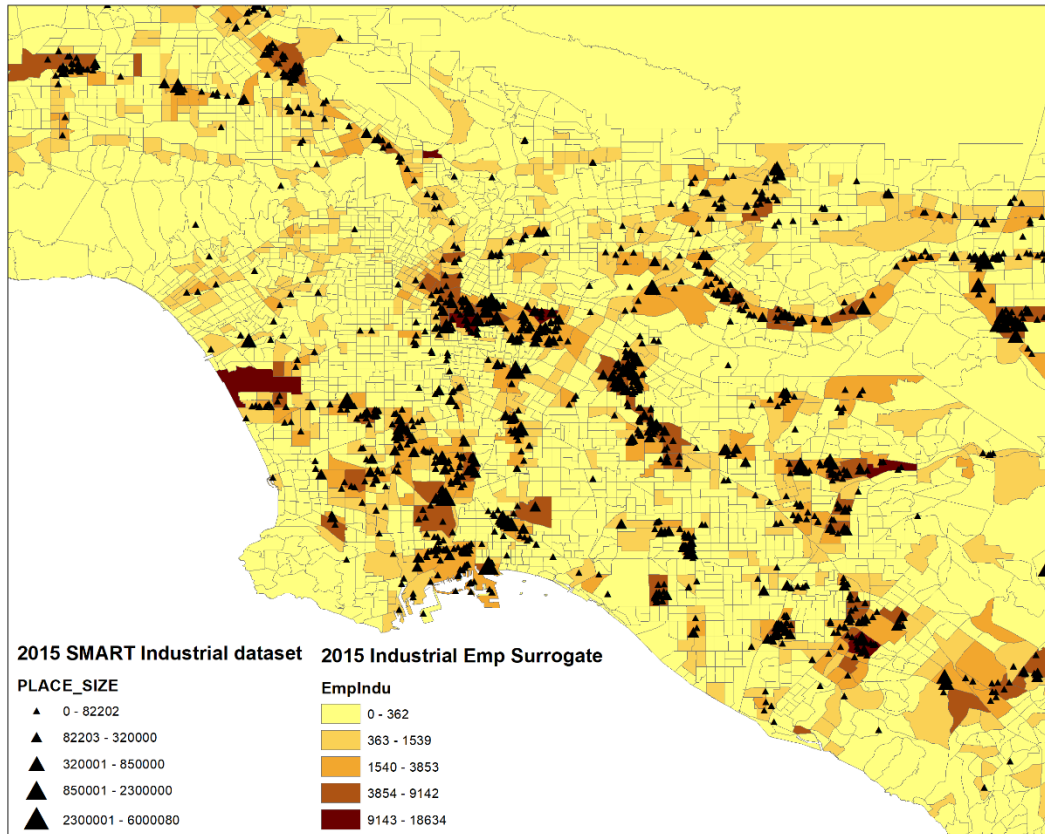 2015 SMART Industrial dataset
PLACE_SIZE
0 - 82202
82203 - 320000
320001 - 850000
850001 - 2300000
2300001 - 6000080
2015 Industrial Emp Surrogate
EmpIndu
0 - 362
363 - 1539
1540 - 3853
3854 - 9142
9143 - 18634